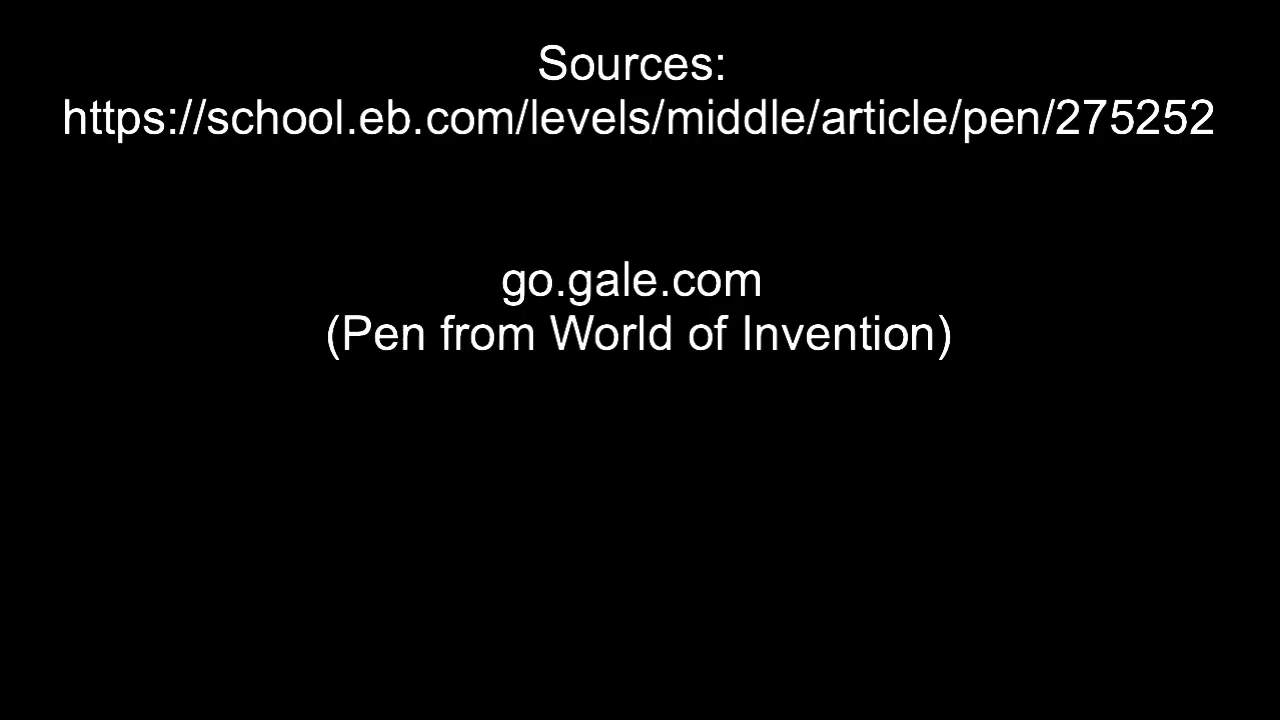 Sources:
https://school.eb.com/levels/middle/article/pen/275252
go.gale.com
(Pen from World of Invention)